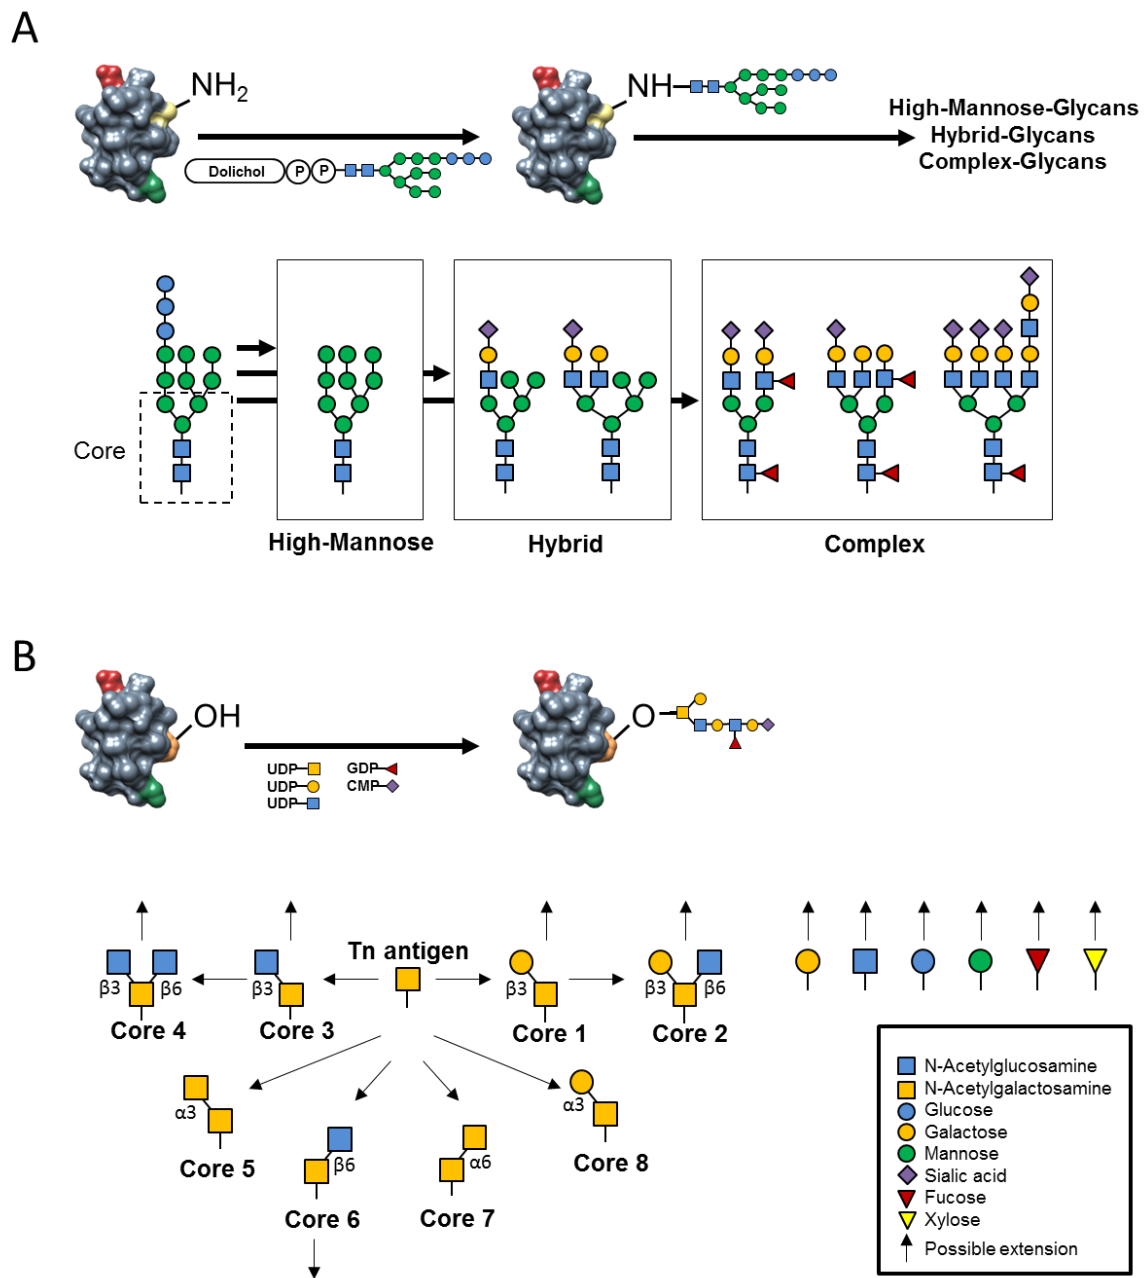 A
NH2
NH
Dolichol P P
High-Mannose-Glycans
Hybrid-Glycans
Complex-Glycans
Core
High-Mannose
Hybrid
Complex
B
OH
O
UDP
GDP
UDP
CMP
UDP
Tn antigen
β3 β6
β3
β3
β3 β6
Core 4
Core 3
Core 1
Core 2
α3
β6
α6
α3
Core 5
Core 6
Core 7
Core 8
N-Acetylglucosamine
N-Acetylgalactosamine
Glucose
Galactose
Mannose
Sialic acid
Fucose
Xylose
Possible extension